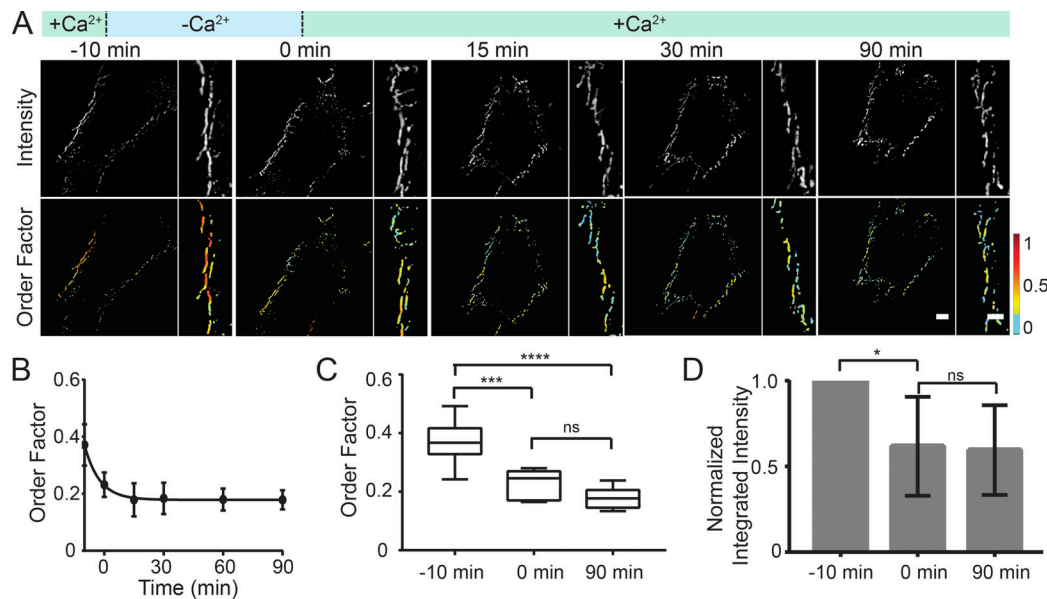 A
+Ca²⁺ -Ca²⁺ +Ca²⁺
-10 min 0 min 15 min 30 min 90 min
Intensity
Order Factor
1
0.5
0
B
Order Factor
0.6
0.4
0.2
0
0 30 60 90
Time (min)
C
Order Factor
0.6
0.4
0.2
0
****
***
ns
-10 min 0 min 90 min
D
Normalized
Integrated Intensity
1.0
0.5
0
*
ns
-10 min 0 min 90 min